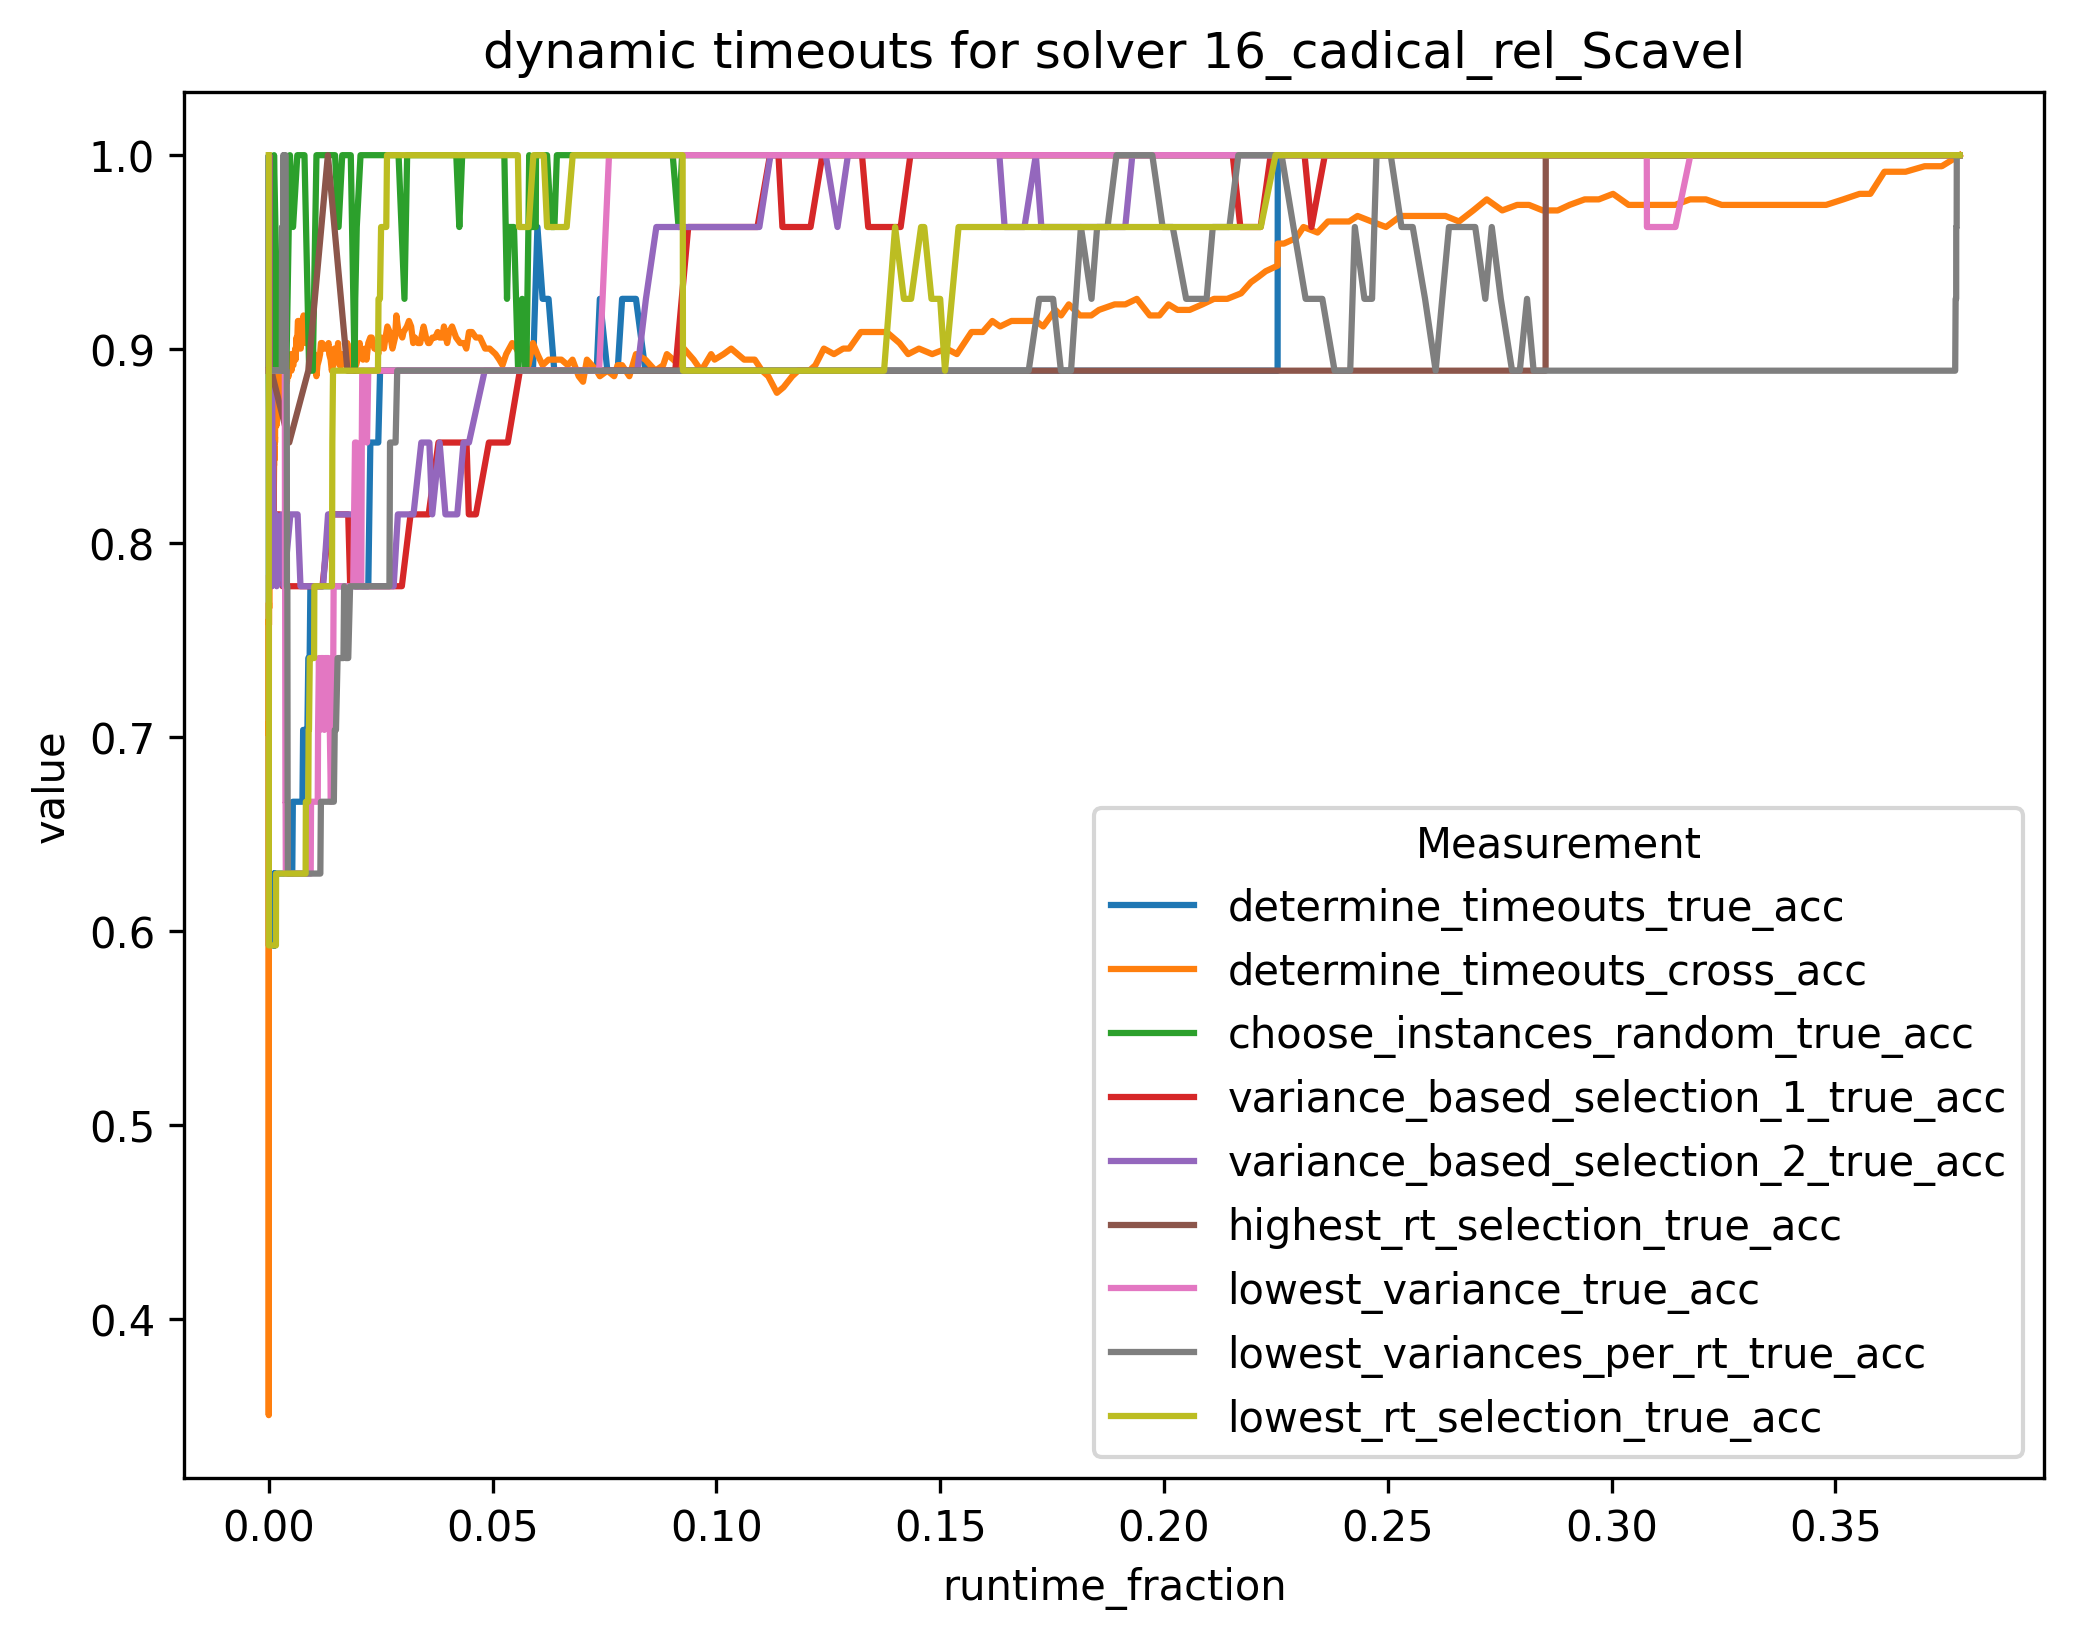 dynamic timeouts for solver 16_cadical_rel_Scavel
1.0
0.9
0.8
0.7
0.6
0.5
0.4
value
Measurement
determine_timeouts_true_acc
determine_timeouts_cross_acc
choose_instances_random_true_acc
variance_based_selection_1_true_acc
variance_based_selection_2_true_acc
highest_rt_selection_true_acc
lowest_variance_true_acc
lowest_variances_per_rt_true_acc
lowest_rt_selection_true_acc
0.00 0.05 0.10 0.15 0.20 0.25 0.30 0.35
runtime_fraction